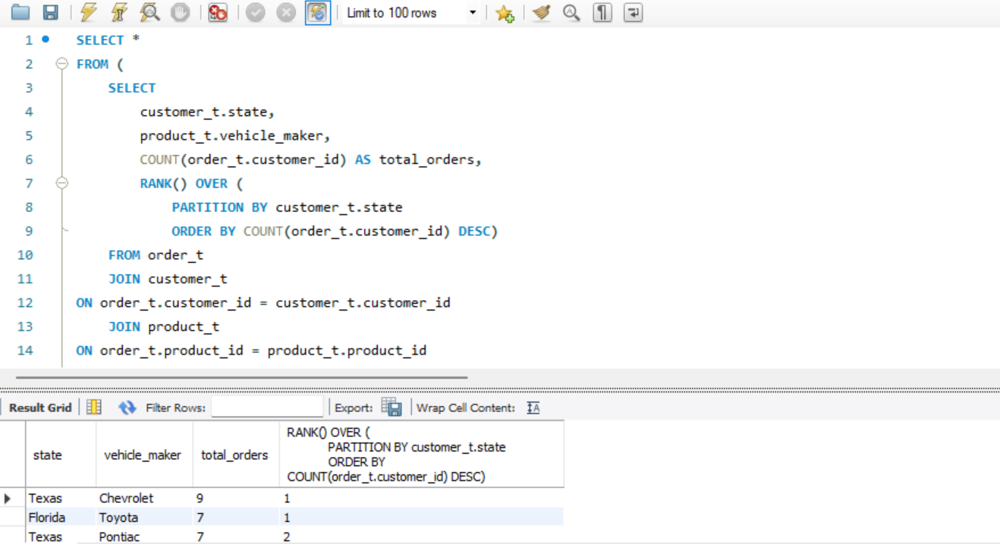 Limit to 100 rows
1 SELECT *
2 FROM (
3 SELECT
4 customer_t.state,
5 product_t.vehicle_maker,
6 COUNT(order_t.customer_id) AS total_orders,
7 RANK() OVER (
8 PARTITION BY customer_t.state
9 ORDER BY COUNT(order_t.customer_id) DESC)
10 FROM order_t
11 JOIN customer_t
12 ON order_t.customer_id = customer_t.customer_id
13 JOIN product_t
14 ON order_t.product_id = product_t.product_id
Result Grid Filter Rows: Export: Wrap Cell Content: IA
state vehicle_maker total_orders RANK() OVER (
PARTITION BY customer_t.state
ORDER BY
COUNT(order_t.customer_id) DESC)
Texas Chevrolet 9 1
Florida Toyota 7 1
Texas Pontiac 7 2